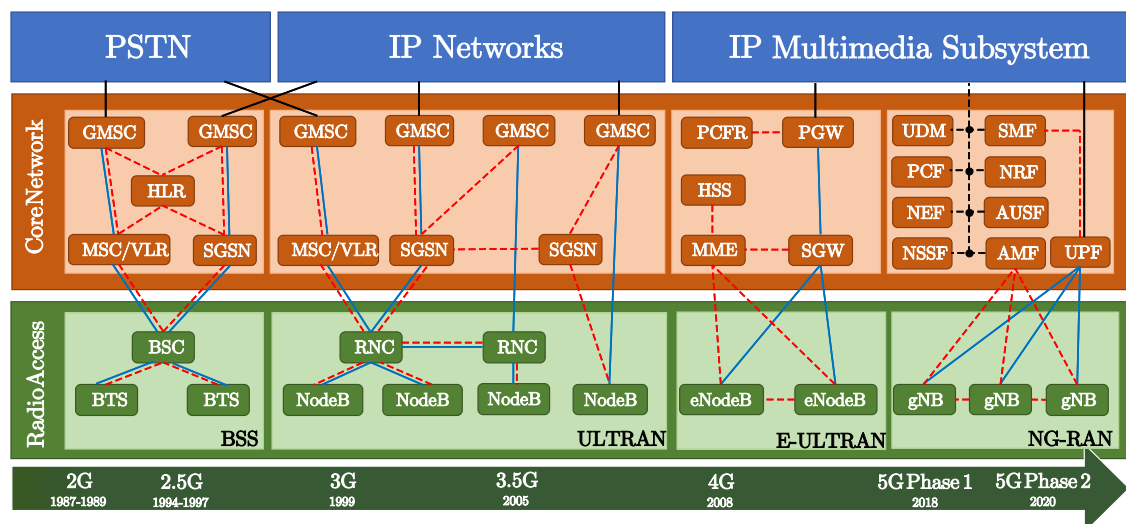 PSTN
IP Networks
IP Multimedia Subsystem
CoreNetwork
GMSC
GMSC
GMSC
GMSC
GMSC
GMSC
PCFR
PGW
UDM
SMF
HLR
HSS
PCF
NRF
NEF
AUSF
MSC/VLR
SGSN
MSC/VLR
SGSN
SGSN
MME
SGW
NSSF
AMF
UPF
RadioAccess
BSC
RNC
RNC
BTS
BTS
NodeB
NodeB
NodeB
NodeB
eNodeB
eNodeB
gNB
gNB
gNB
BSS
ULTRAN
E-ULTRAN
NG-RAN
2G
1987-1989
2.5G
1994-1997
3G
1999
3.5G
2005
4G
2008
5G Phase 1
2018
5G Phase 2
2020